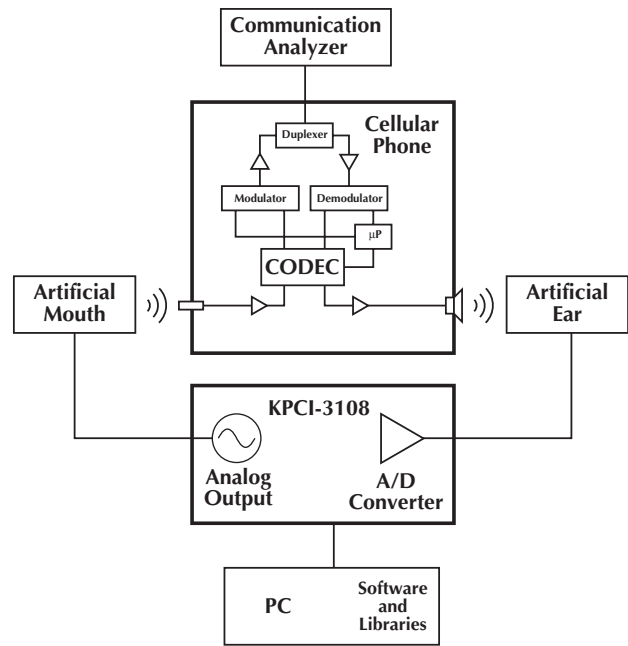 Communication
Analyzer
Cellular
Phone
Duplexer
Modulator
Demodulator
µP
CODEC
Artificial
Mouth
Artificial
Ear
KPCI-3108
Analog
Output
A/D
Converter
PC
Software
and
Libraries